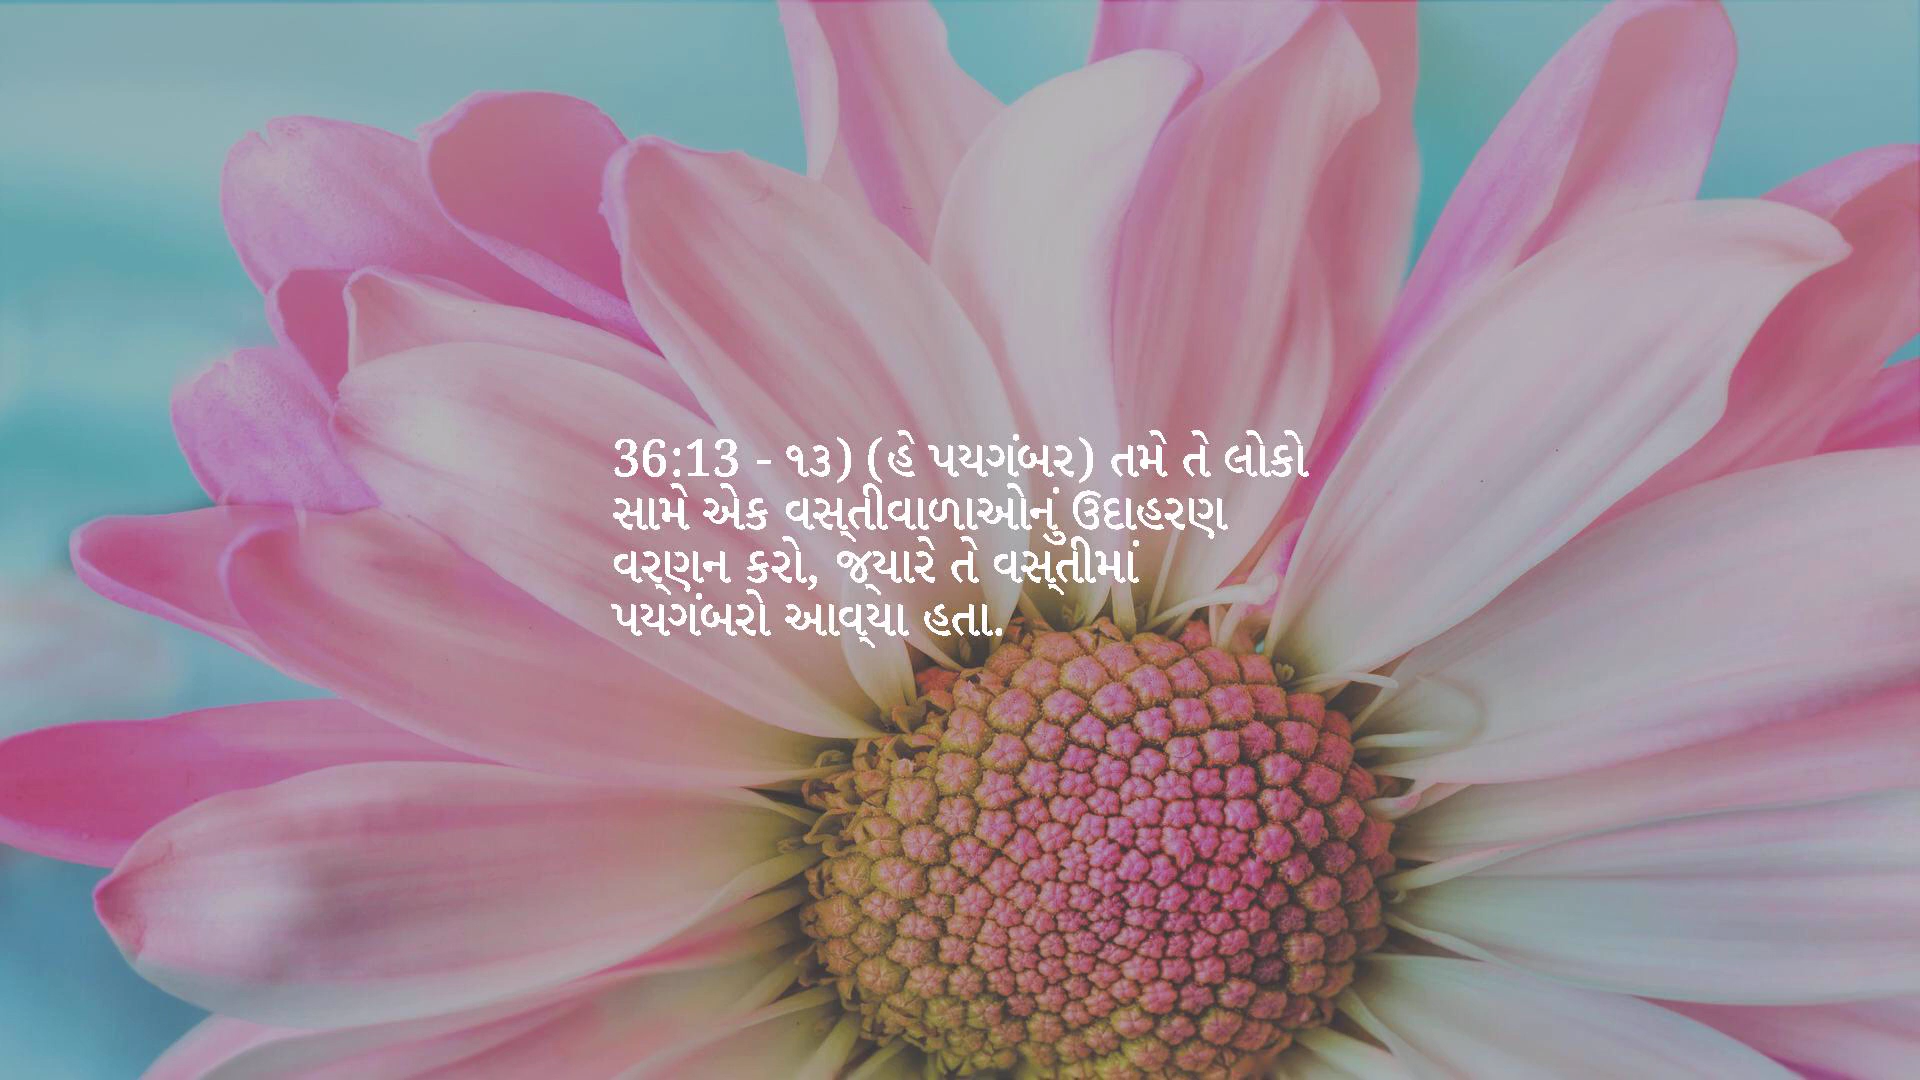 36:13 - ૧૩) (હે પયગંબર) તમે તે લોકો
સામે એક વસ્તીવાળાઓનું ઉદાહરણ
વર્ણન કરો, જ્યારે તે વસ્તીમાં
પયગંબરો આવ્યા હતા.